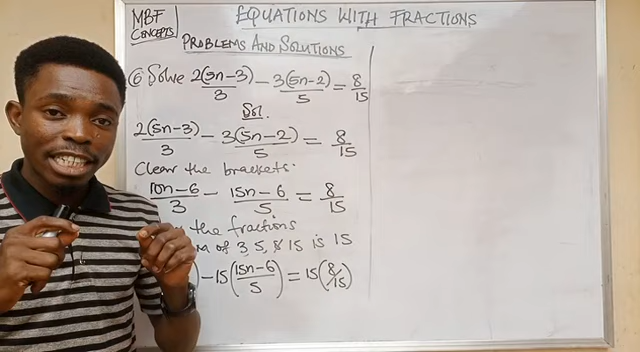 MBF CONCEPTS
EQUATIONS WITH FRACTIONS
PROBLEMS AND SOLUTIONS
⑥ Solve 2(5n-3)/3 - 3(5n-2)/5 = 8/15
Sol.
2(5n-3)/3 - 3(5n-2)/5 = 8/15
Clear the brackets.
10n-6/3 - 15n-6/5 = 8/15
the fractions
of 3, 5, & 15 is 15
) - 15(15n-6/5) = 15(8/15)